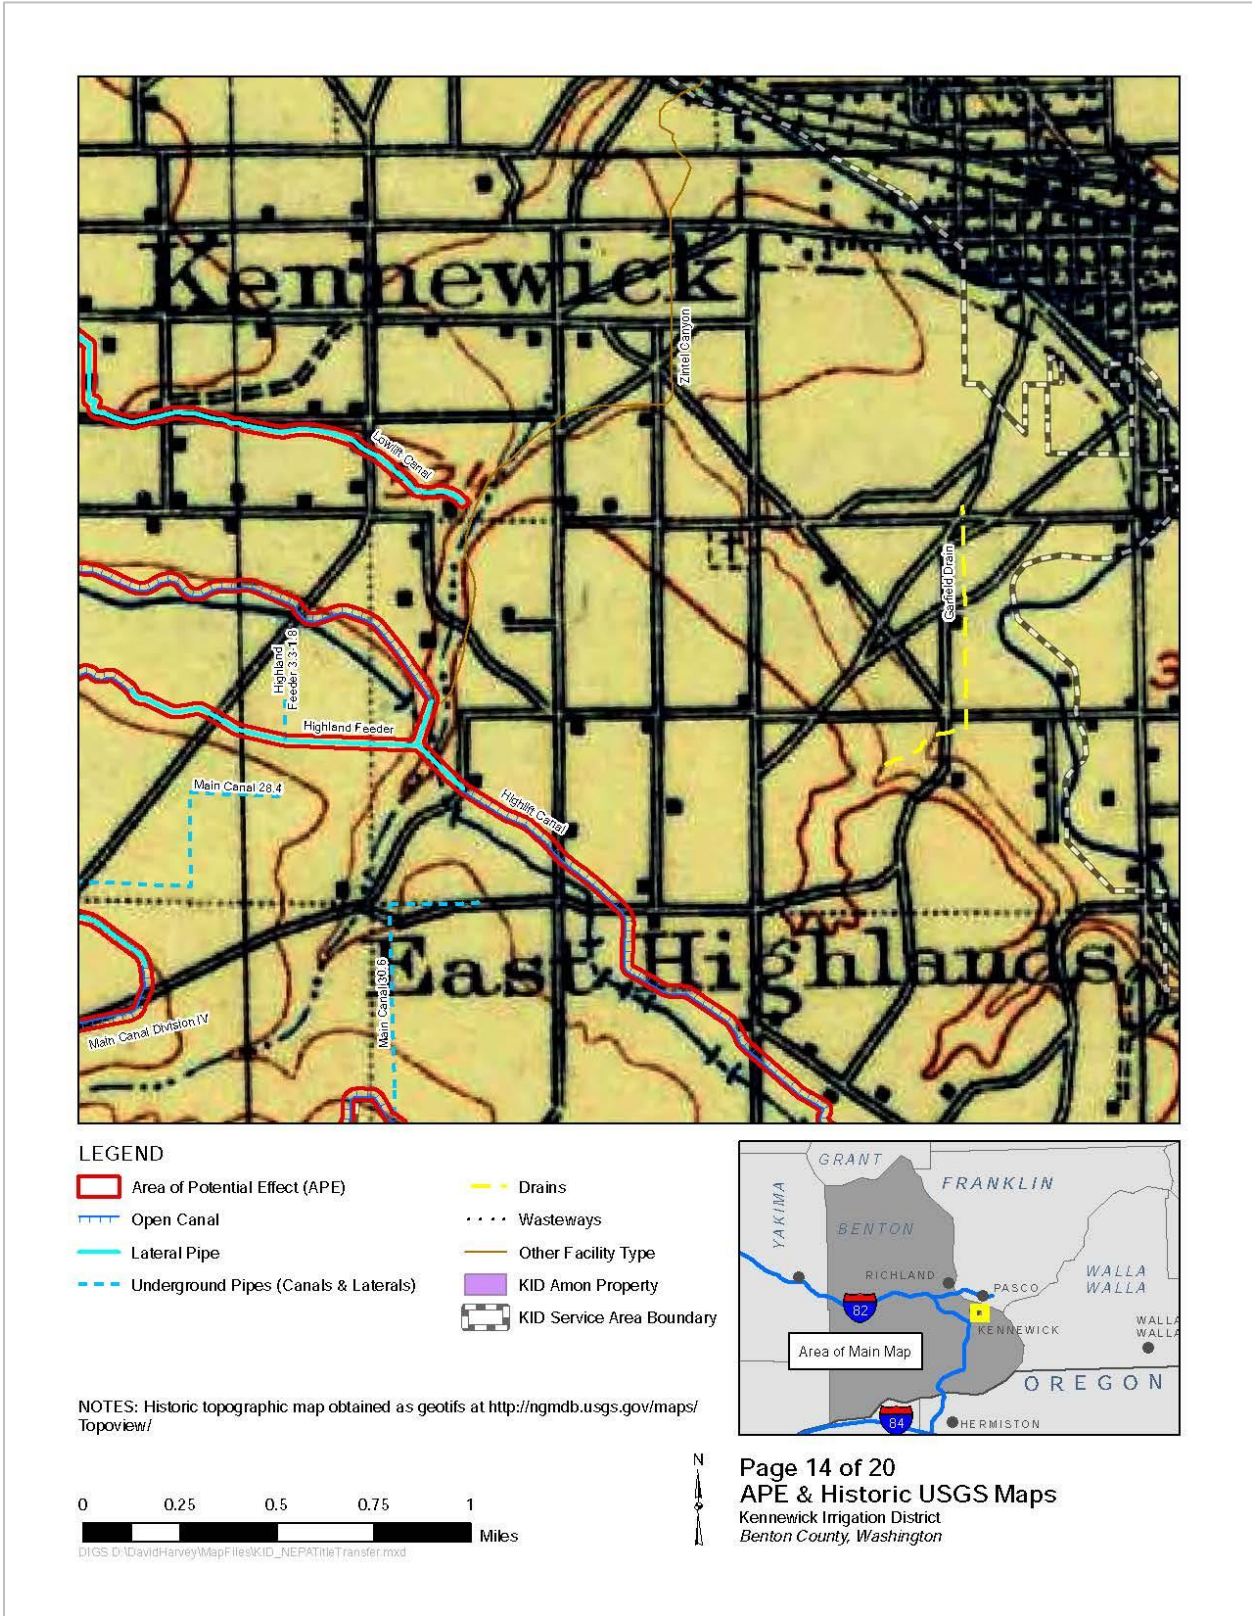 Kennewick
Zintel Canyon
Lowlift Canal
Garfield Drain
Highland
Feeder 3.3-1.8
Highland Feeder
Main Canal 28.4
Highlift Canal
East Highlands
Main Canal 30.6
Main Canal Division IV
LEGEND
Area of Potential Effect (APE)
Open Canal
Lateral Pipe
Underground Pipes (Canals & Laterals)
Drains
Wasteways
Other Facility Type
KID Amon Property
KID Service Area Boundary
GRANT
FRANKLIN
YAKIMA
BENTON
RICHLAND
PASCO
WALLA
WALLA
82
KENNEWICK
WALLA
WALLA
Area of Main Map
OREGON
84
HERMISTON
NOTES: Historic topographic map obtained as geotifs at http://ngmdb.usgs.gov/maps/
Topoview/
N
0 0.25 0.5 0.75 1
Miles
DIGS D:\DavidHarvey\MapFiles\KID_NEPATitleTransfer.mxd
Page 14 of 20
APE & Historic USGS Maps
Kennewick Irrigation District
Benton County, Washington